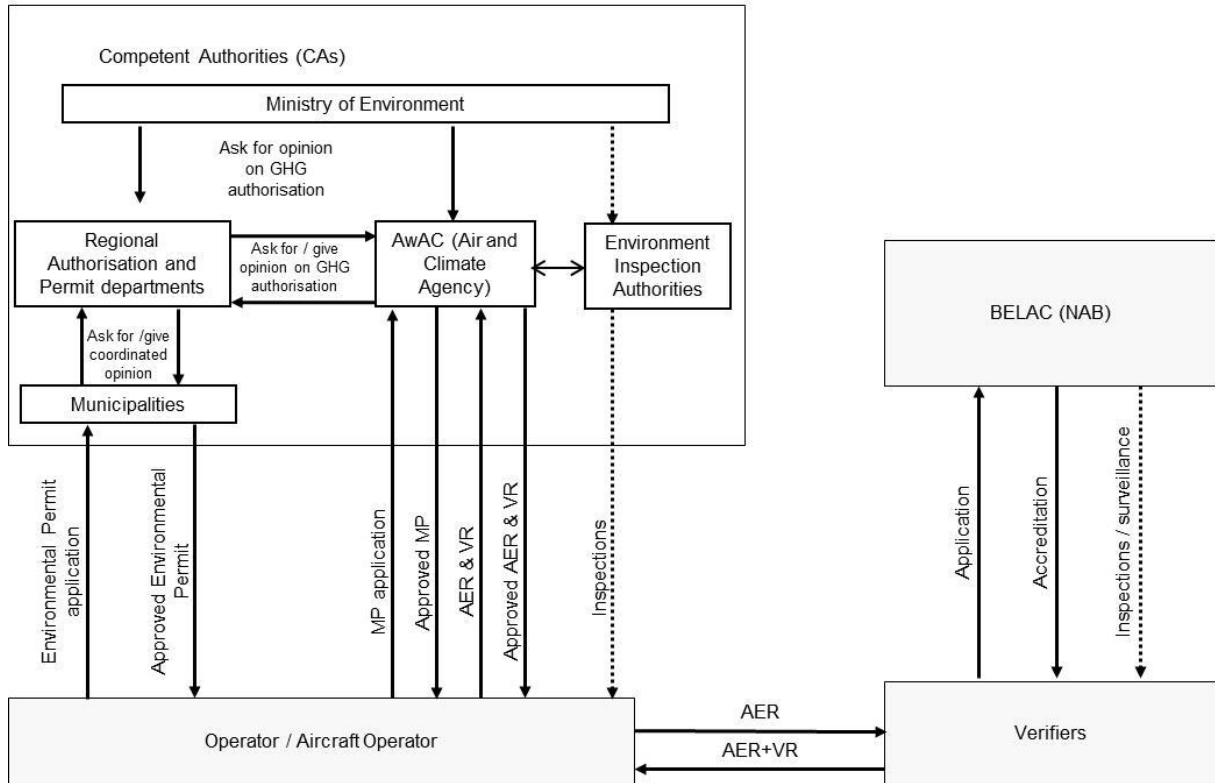 Competent Authorities (CAs)
Ministry of Environment
Ask for opinion
on GHG
authorisation
Regional
Authorisation and
Permit departments
Ask for / give
opinion on GHG
authorisation
AwAC (Air and
Climate
Agency)
Environment
Inspection
Authorities
BELAC (NAB)
Ask for /give
coordinated
opinion
Municipalities
Environmental Permit
application
Approved Environmental
Permit
MP application
Approved MP
AER & VR
Approved AER & VR
Inspections
Application
Accreditation
Inspections / surveillance
Operator / Aircraft Operator
AER
AER+VR
Verifiers